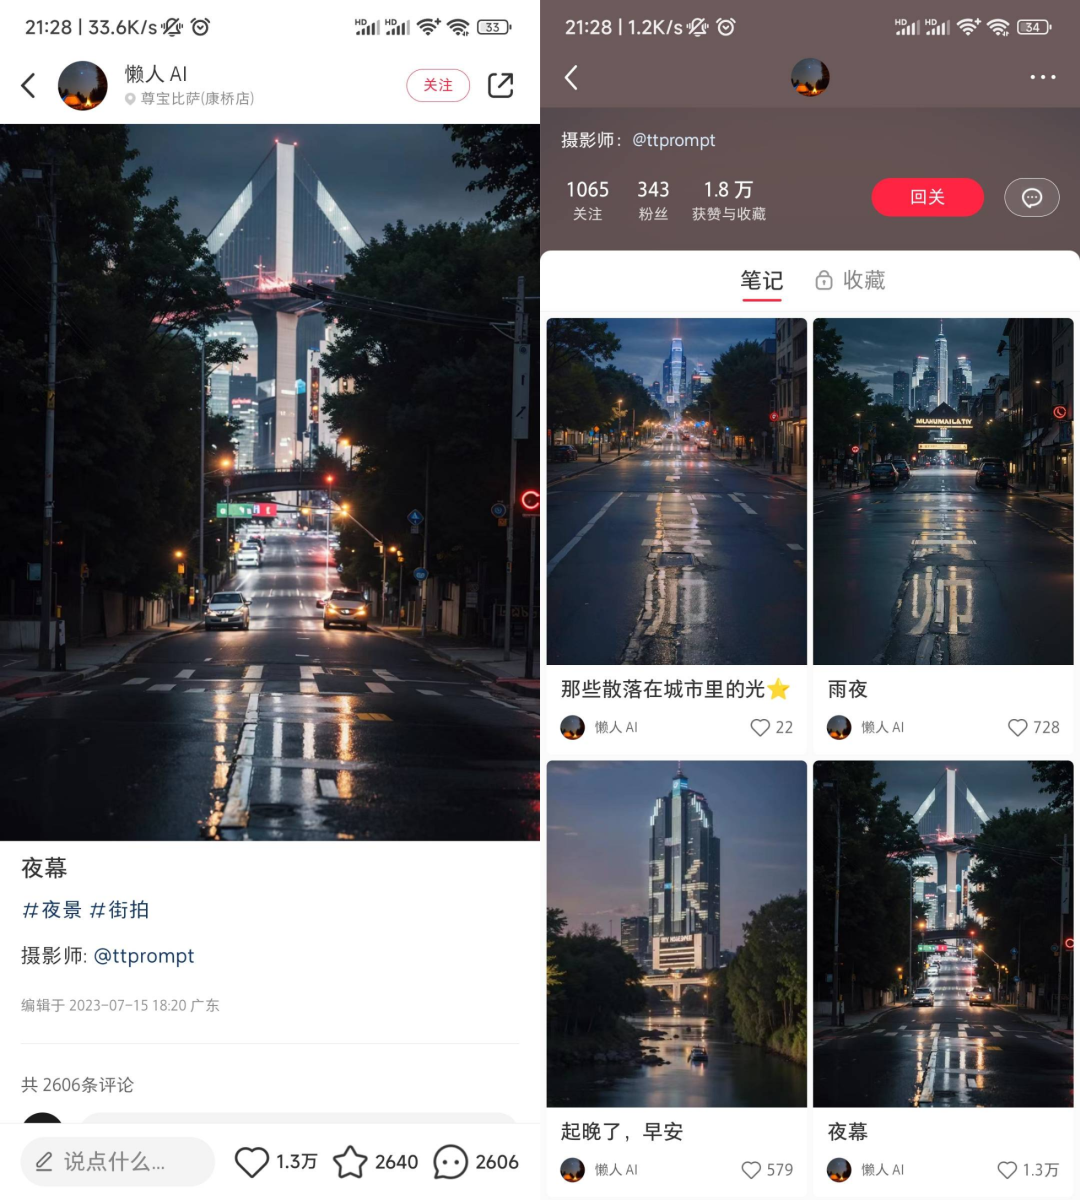 21:28 | 33.6K/s
HD HD 33
懒人 AI
尊宝比萨(康桥店)
关注
夜幕
#夜景 #街拍
摄影师: @ttprompt
编辑于 2023-07-15 18:20 广东
共 2606条评论
说点什么...
1.3万
2640
2606
21:28 | 1.2K/s
HD HD 34
摄影师： @ttprompt
1065 343 1.8 万
关注 粉丝 获赞与收藏
回关
笔记 收藏
那些散落在城市里的光⭐
懒人 AI 22
雨夜
懒人 AI 728
起晚了，早安
懒人 AI 579
夜幕
懒人 AI 1.3万